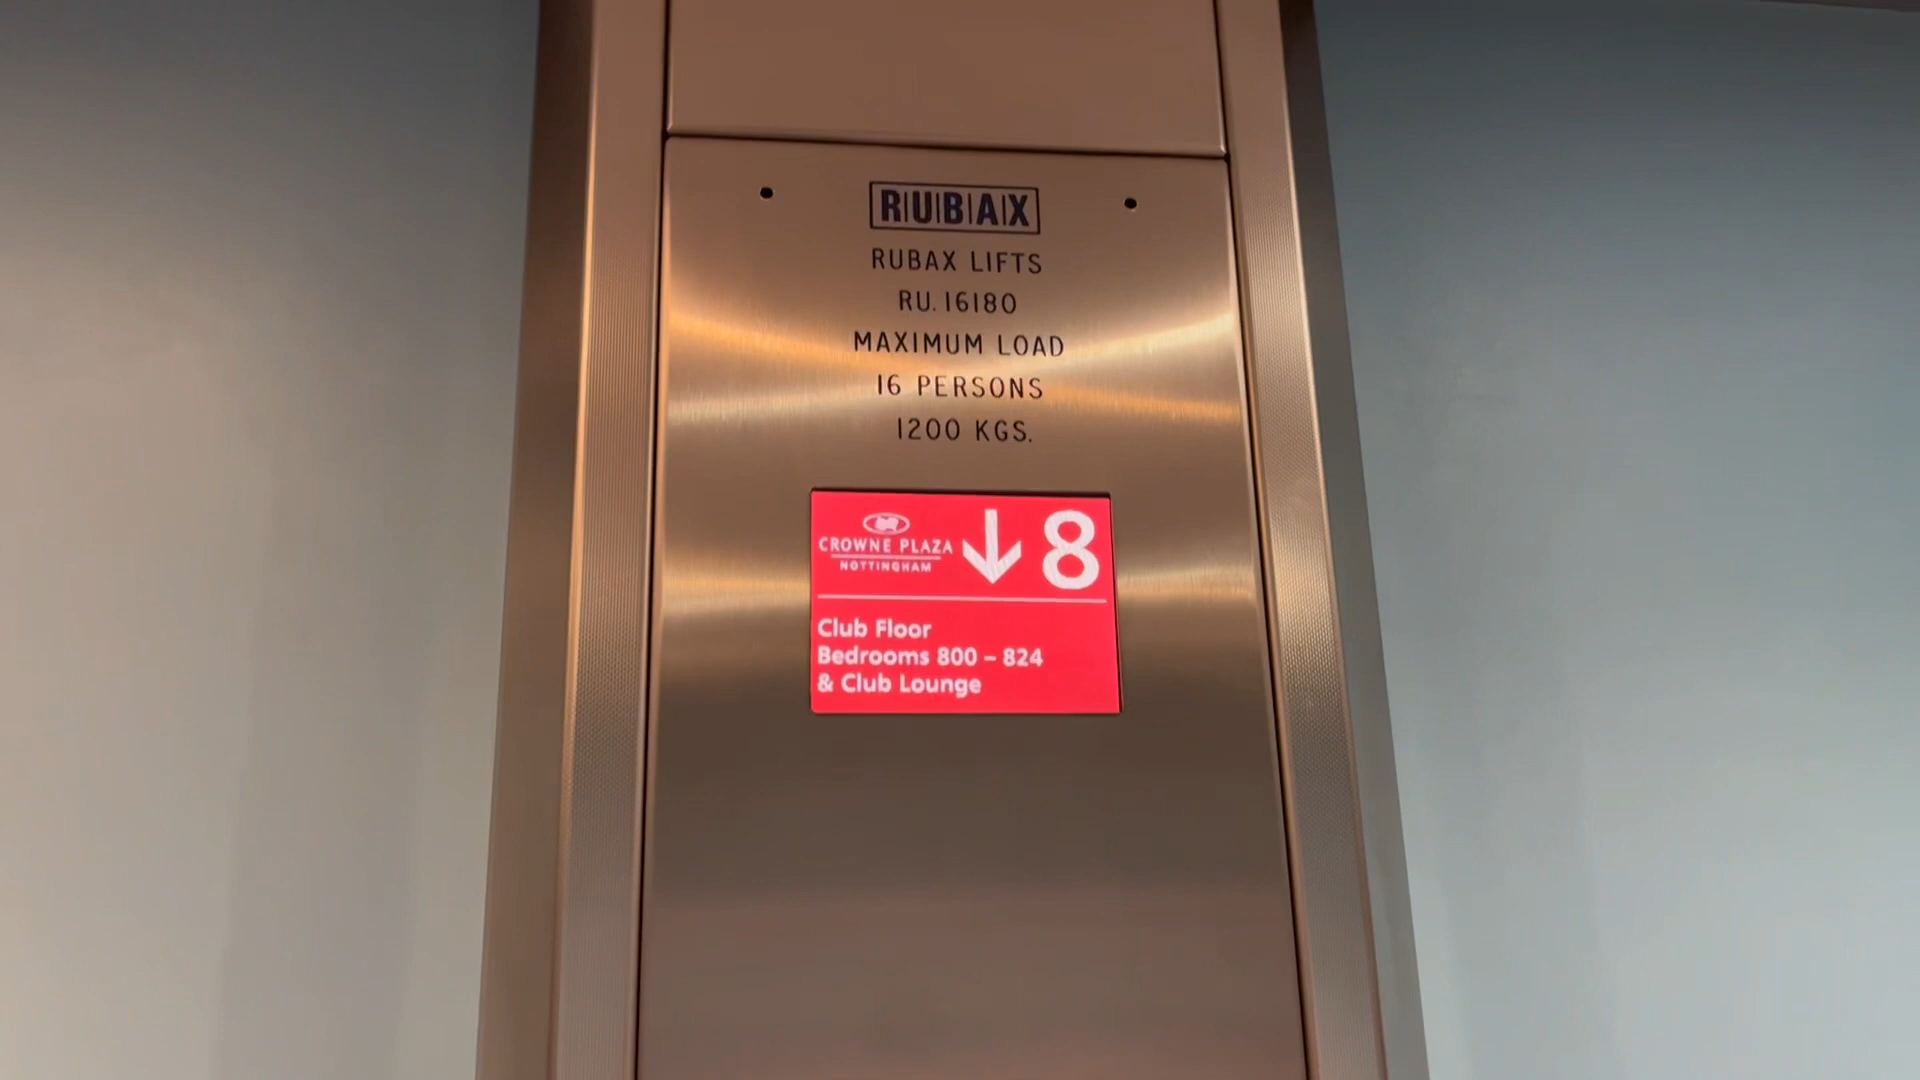 R|U|B|A|X
RUBAX LIFTS
RU.16180
MAXIMUM LOAD
16 PERSONS
1200 KGS.
CROWNE PLAZA
NOTTINGHAM
↓ 8
Club Floor
Bedrooms 800 – 824
& Club Lounge